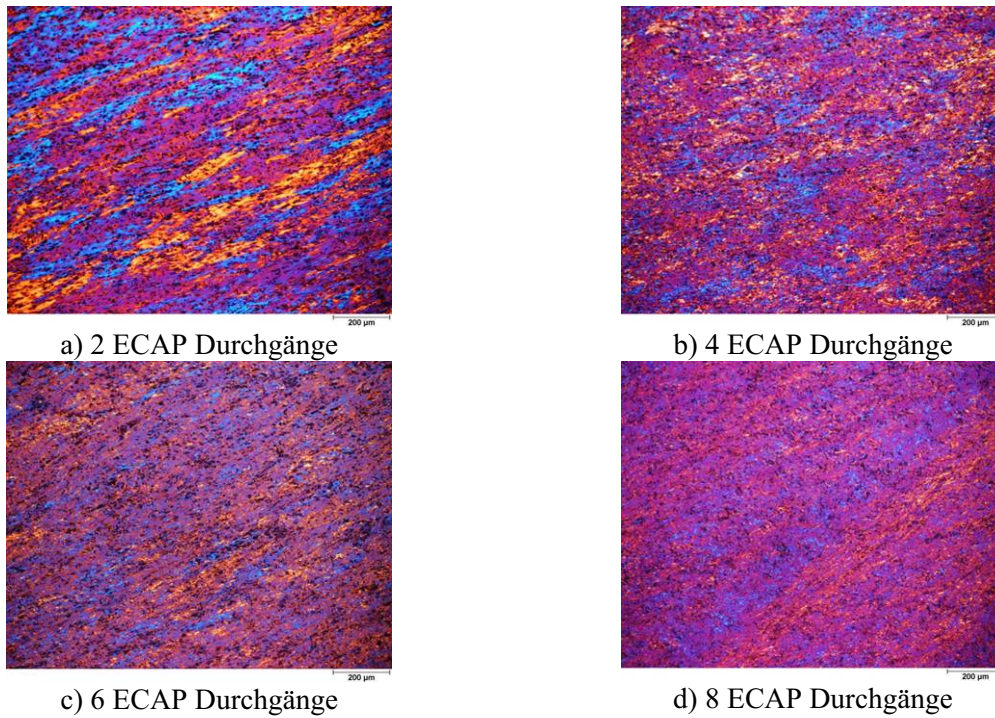 200 µm
200 µm
a) 2 ECAP Durchgänge
b) 4 ECAP Durchgänge
200 µm
200 µm
c) 6 ECAP Durchgänge
d) 8 ECAP Durchgänge